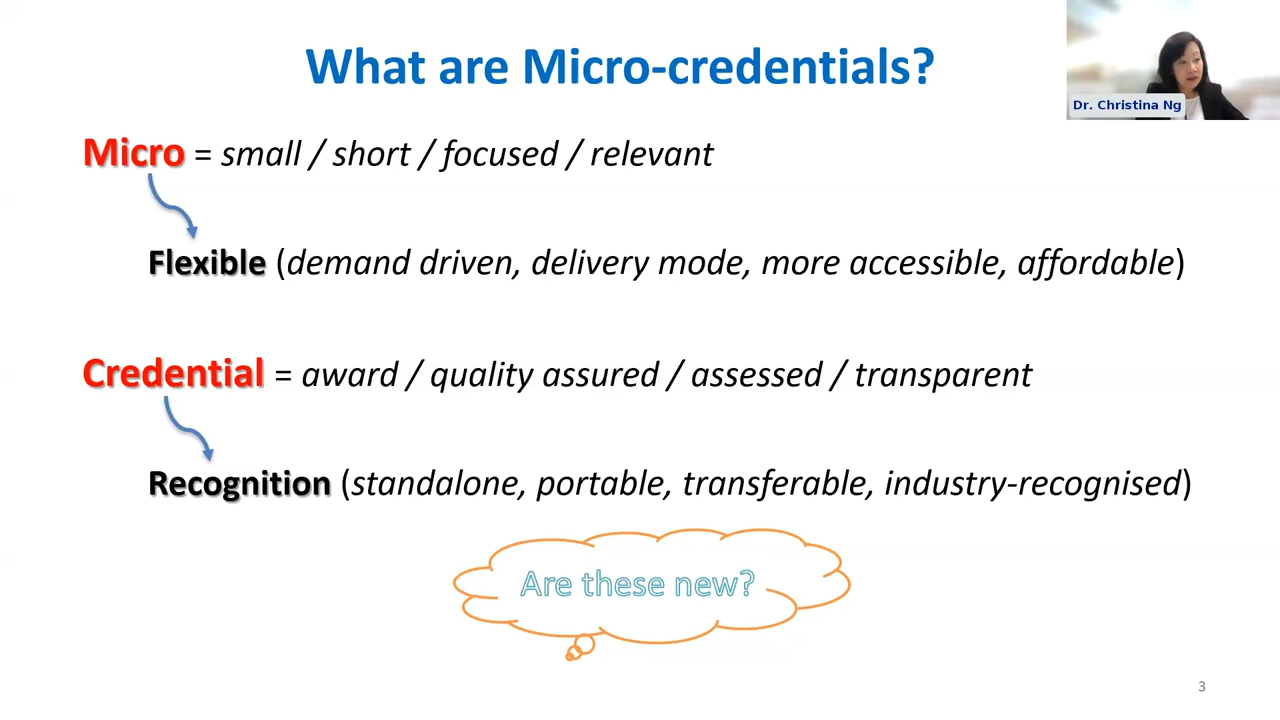 What are Micro-credentials?
Dr. Christina Ng
Micro = small / short / focused / relevant
Flexible (demand driven, delivery mode, more accessible, affordable)
Credential = award / quality assured / assessed / transparent
Recognition (standalone, portable, transferable, industry-recognised)
Are these new?
3